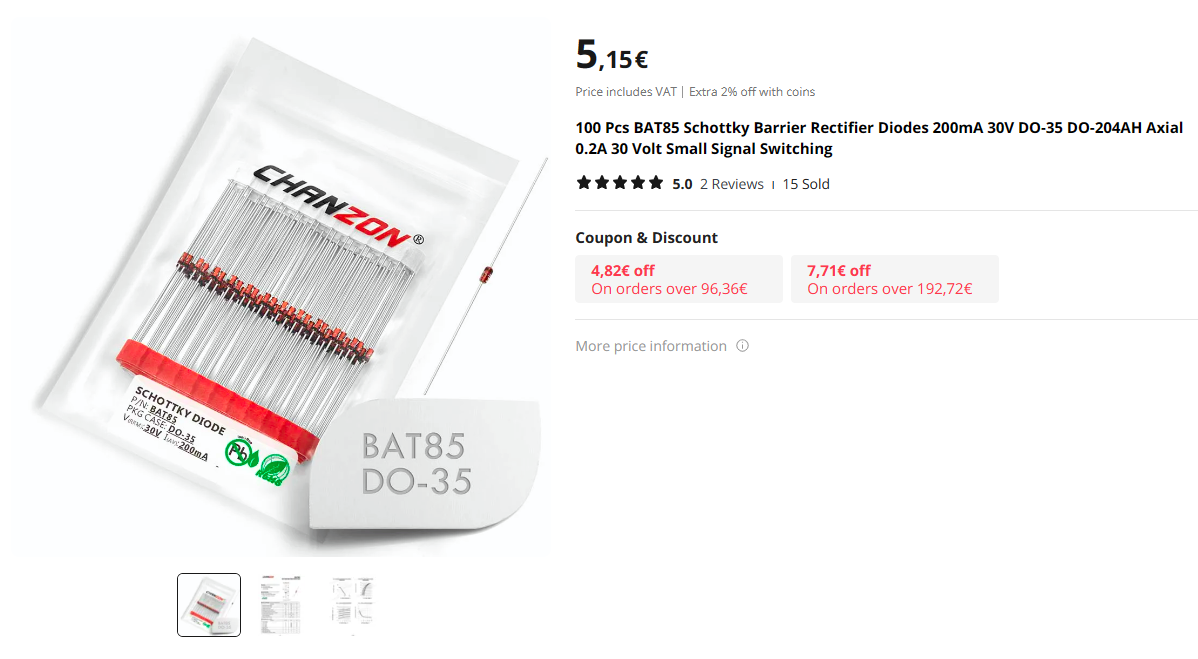 CHANZON®
SCHOTTKY DIODE
P/N: BAT85
PKG CASE: DO-35
VRRM:30V IF(AV):200mA
Pb
BAT85
DO-35
5,15€
Price includes VAT | Extra 2% off with coins
100 Pcs BAT85 Schottky Barrier Rectifier Diodes 200mA 30V DO-35 DO-204AH Axial
0.2A 30 Volt Small Signal Switching
5.0 2 Reviews | 15 Sold
Coupon & Discount
4,82€ off
On orders over 96,36€
7,71€ off
On orders over 192,72€
More price information